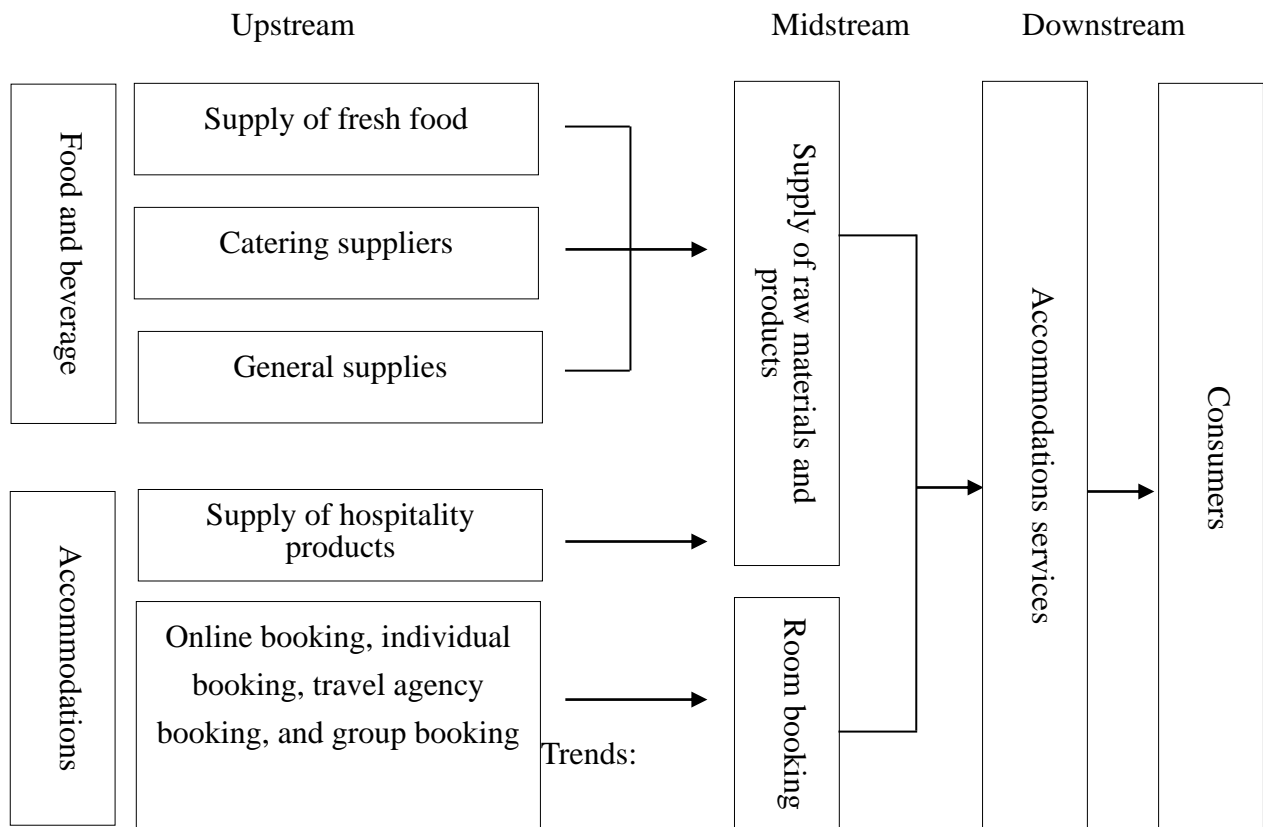 Upstream
Midstream
Downstream
Food and beverage
Supply of fresh food
Catering suppliers
General supplies
Accommodations
Supply of hospitality
products
Online booking, individual
booking, travel agency
booking, and group booking
Trends:
Supply of raw materials and
products
Room booking
Accommodations services
Consumers